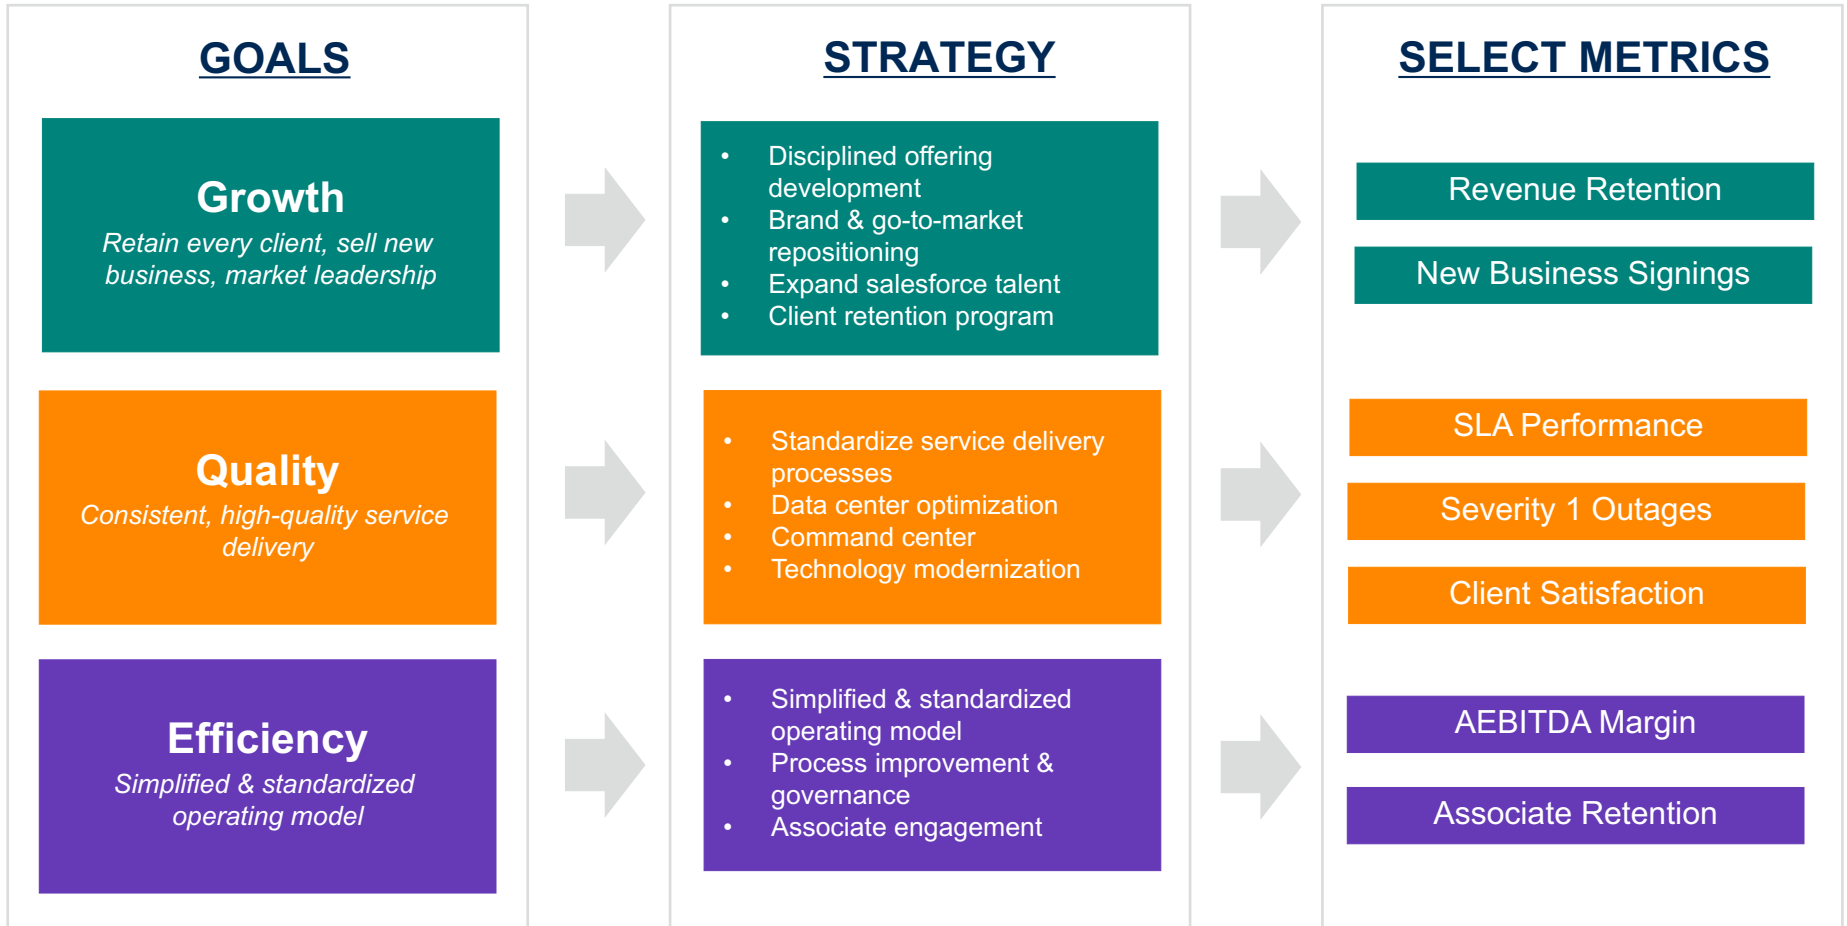 GOALS
Growth
Retain every client, sell new
business, market leadership
Quality
Consistent, high-quality service
delivery
Efficiency
Simplified & standardized
operating model
STRATEGY
• Disciplined offering
development
• Brand & go-to-market
repositioning
• Expand salesforce talent
• Client retention program
• Standardize service delivery
processes
• Data center optimization
• Command center
• Technology modernization
• Simplified & standardized
operating model
• Process improvement &
governance
• Associate engagement
SELECT METRICS
Revenue Retention
New Business Signings
SLA Performance
Severity 1 Outages
Client Satisfaction
AEBITDA Margin
Associate Retention